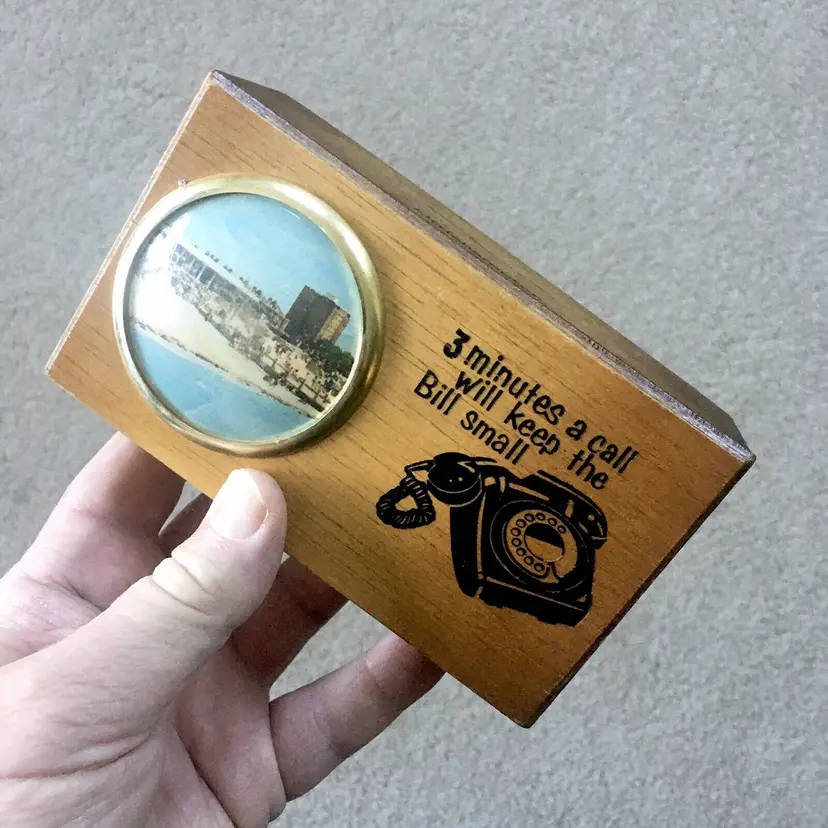 3 minutes a call
will keep the
Bill small